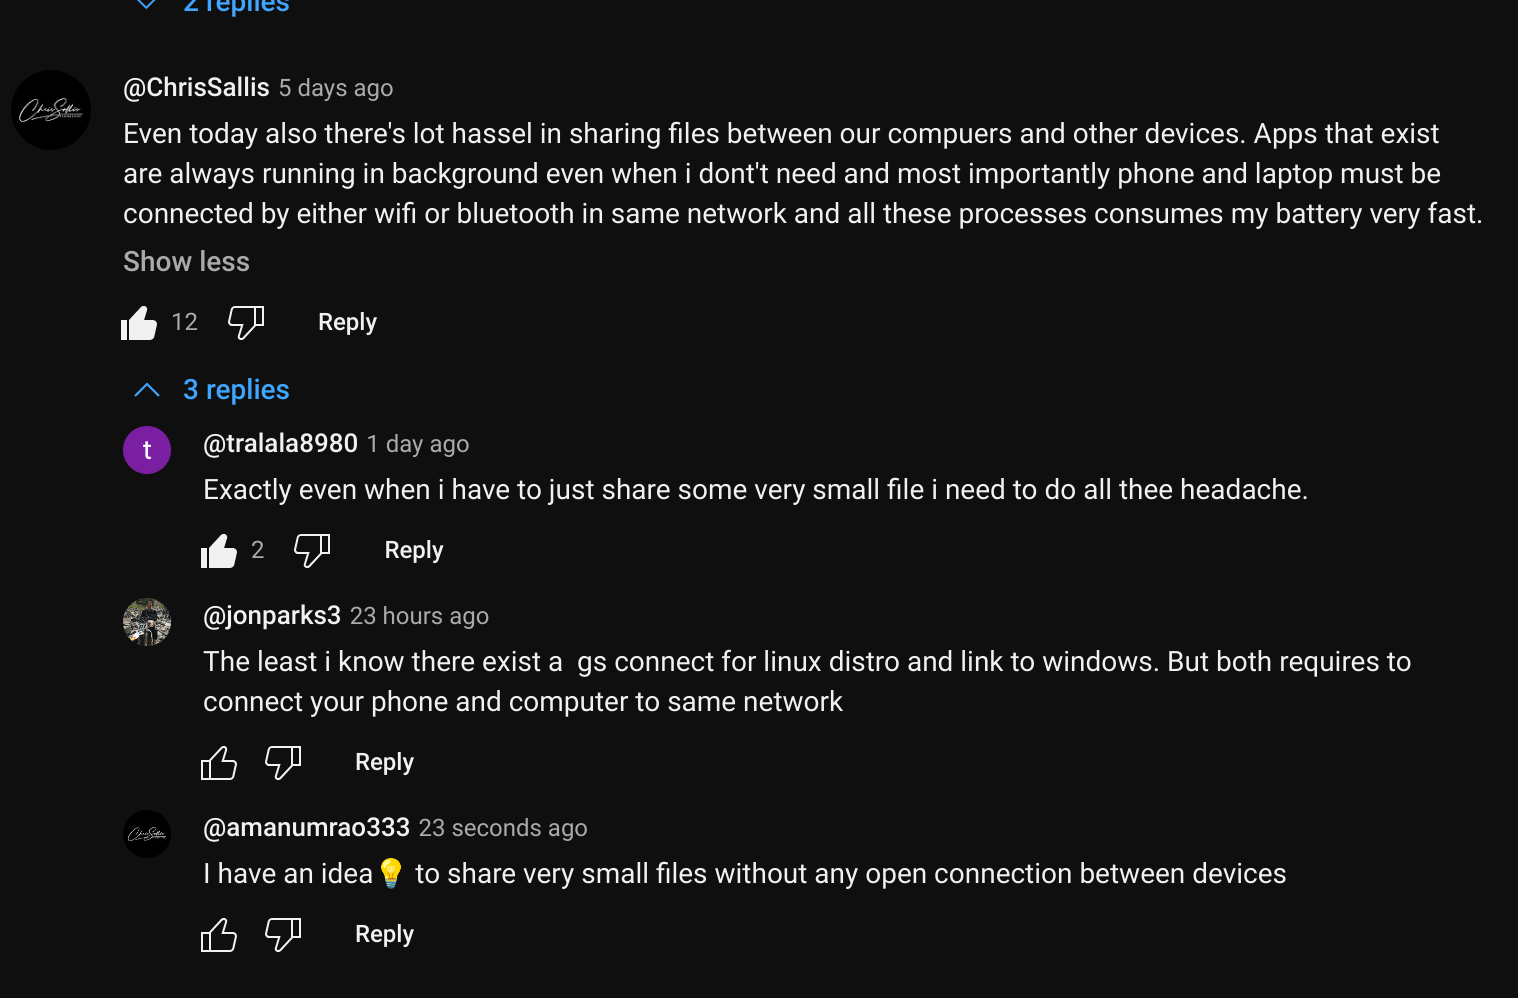 2 replies
@ChrisSallis 5 days ago
Even today also there's lot hassel in sharing files between our compuers and other devices. Apps that exist
are always running in background even when i dont't need and most importantly phone and laptop must be
connected by either wifi or bluetooth in same network and all these processes consumes my battery very fast.
Show less
12 Reply
3 replies
t
@tralala8980 1 day ago
Exactly even when i have to just share some very small file i need to do all thee headache.
2 Reply
@jonparks3 23 hours ago
The least i know there exist a  gs connect for linux distro and link to windows. But both requires to
connect your phone and computer to same network
Reply
@amanumrao333 23 seconds ago
I have an idea💡 to share very small files without any open connection between devices
Reply